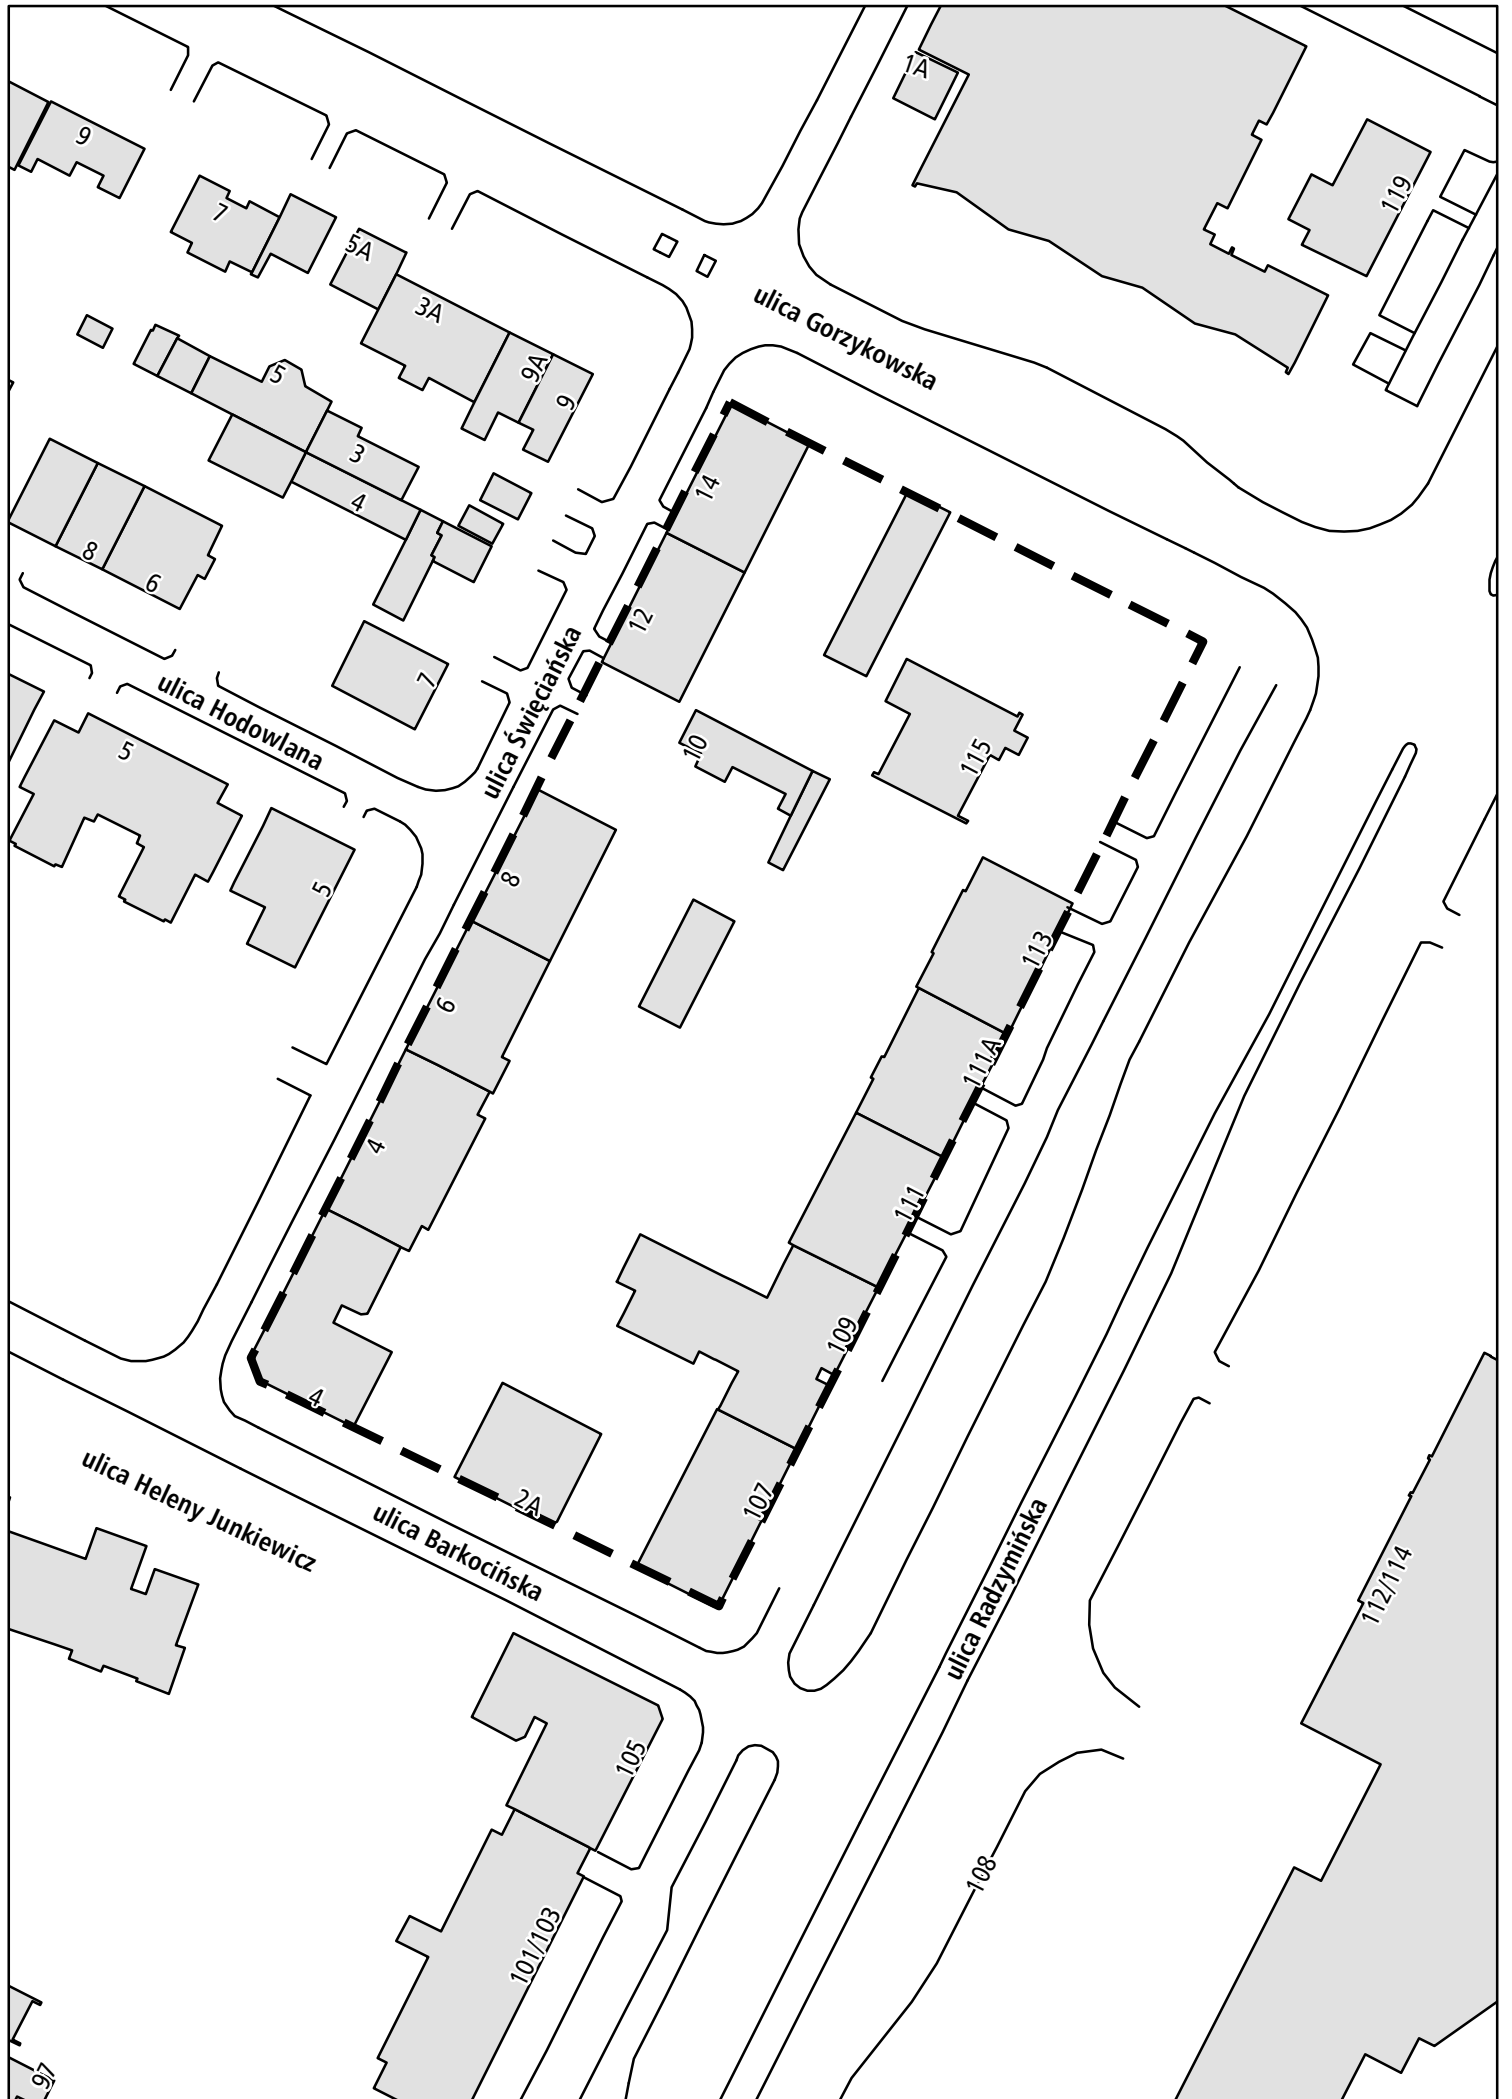 1A
9
119
7
5A
3A
ulica Gorzykowska
9A
5
9
3
14
4
8
6
12
7
ulica Święciańska
ulica Hodowlana
10
5
115
8
5
113
6
111A
4
111
109
4
2A
107
ulica Heleny Junkiewicz
ulica Barkocińska
ulica Radzymińska
112/114
105
108
101/103
97